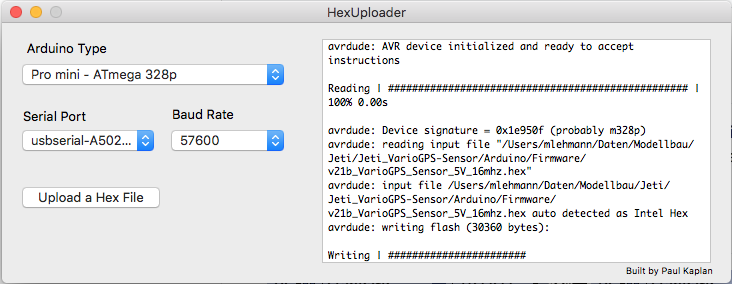 HexUploader
Arduino Type
Pro mini - ATmega 328p
Serial Port
Baud Rate
usbserial-A502...
57600
Upload a Hex File
avrdude: AVR device initialized and ready to accept
instructions
Reading | ################################################## |
100% 0.00s
avrdude: Device signature = 0x1e950f (probably m328p)
avrdude: reading input file "/Users/mlehmann/Daten/Modellbau/
Jeti/Jeti_VarioGPS-Sensor/Arduino/Firmware/
v21b_VarioGPS_Sensor_5V_16mhz.hex"
avrdude: input file /Users/mlehmann/Daten/Modellbau/Jeti/
Jeti_VarioGPS-Sensor/Arduino/Firmware/
v21b_VarioGPS_Sensor_5V_16mhz.hex auto detected as Intel Hex
avrdude: writing flash (30360 bytes):
Writing | #######################
Built by Paul Kaplan